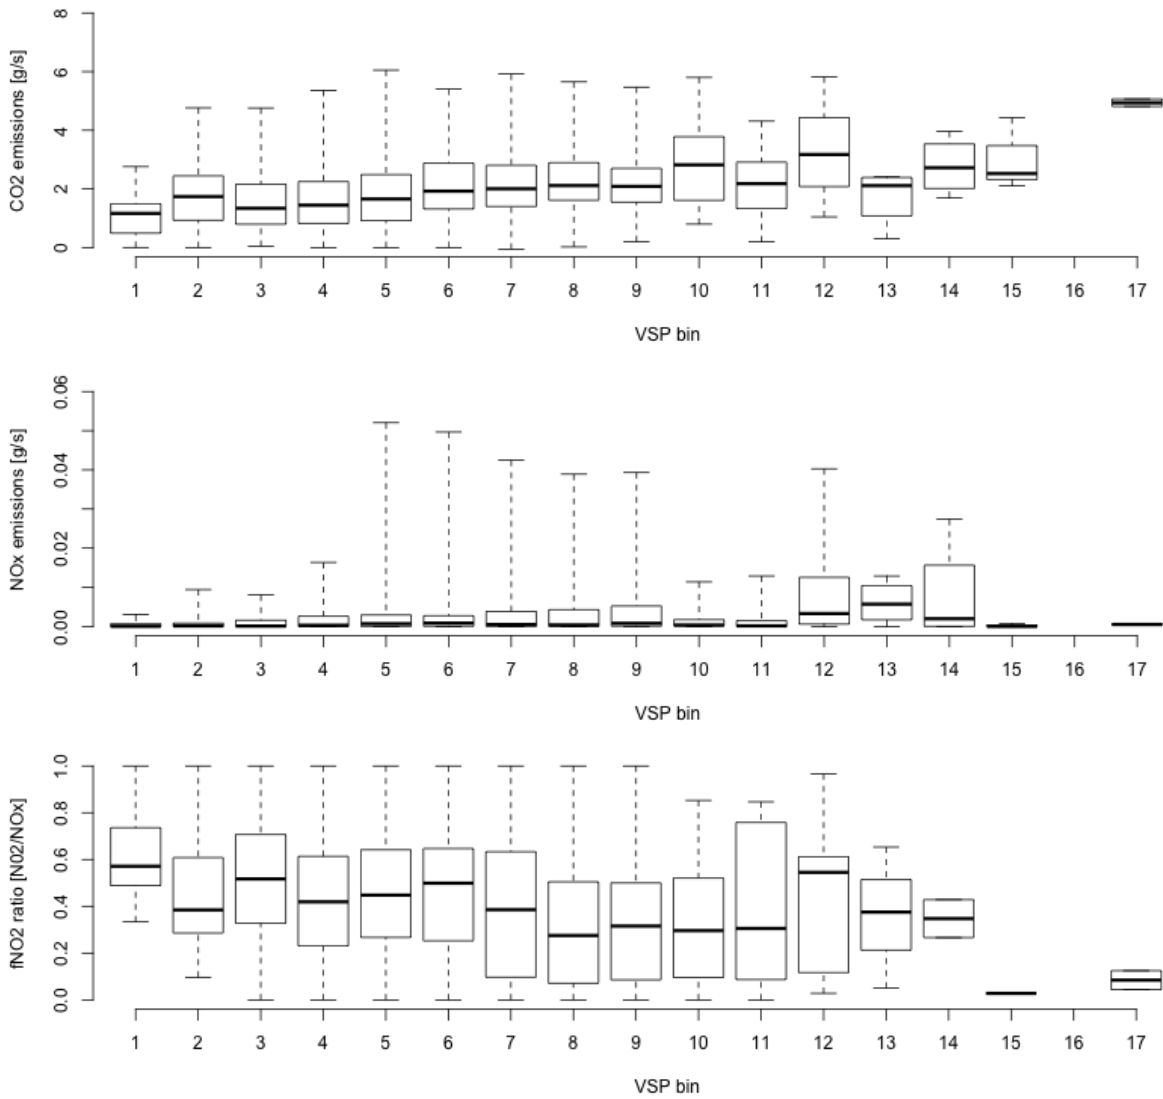 CO2 emissions [g/s]
8
6
4
2
0
1 2 3 4 5 6 7 8 9 10 11 12 13 14 15 16 17
VSP bin
NOx emissions [g/s]
0.06
0.04
0.02
0.00
1 2 3 4 5 6 7 8 9 10 11 12 13 14 15 16 17
VSP bin
fNO2 ratio [N02/NOx]
1.0
0.8
0.6
0.4
0.2
0.0
1 2 3 4 5 6 7 8 9 10 11 12 13 14 15 16 17
VSP bin